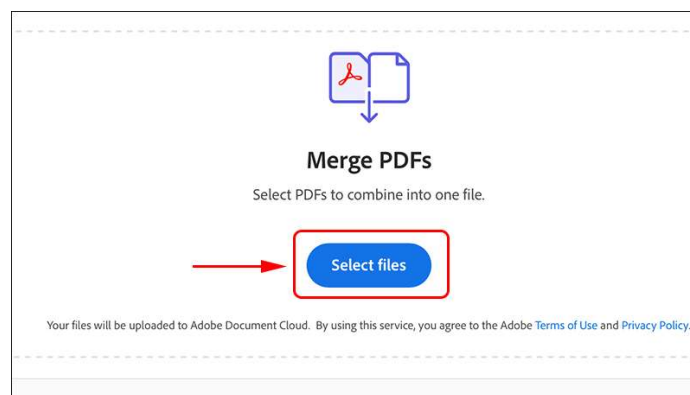 Merge PDFs
Select PDFs to combine into one file.
Select files
Your files will be uploaded to Adobe Document Cloud. By using this service, you agree to the Adobe Terms of Use and Privacy Policy.